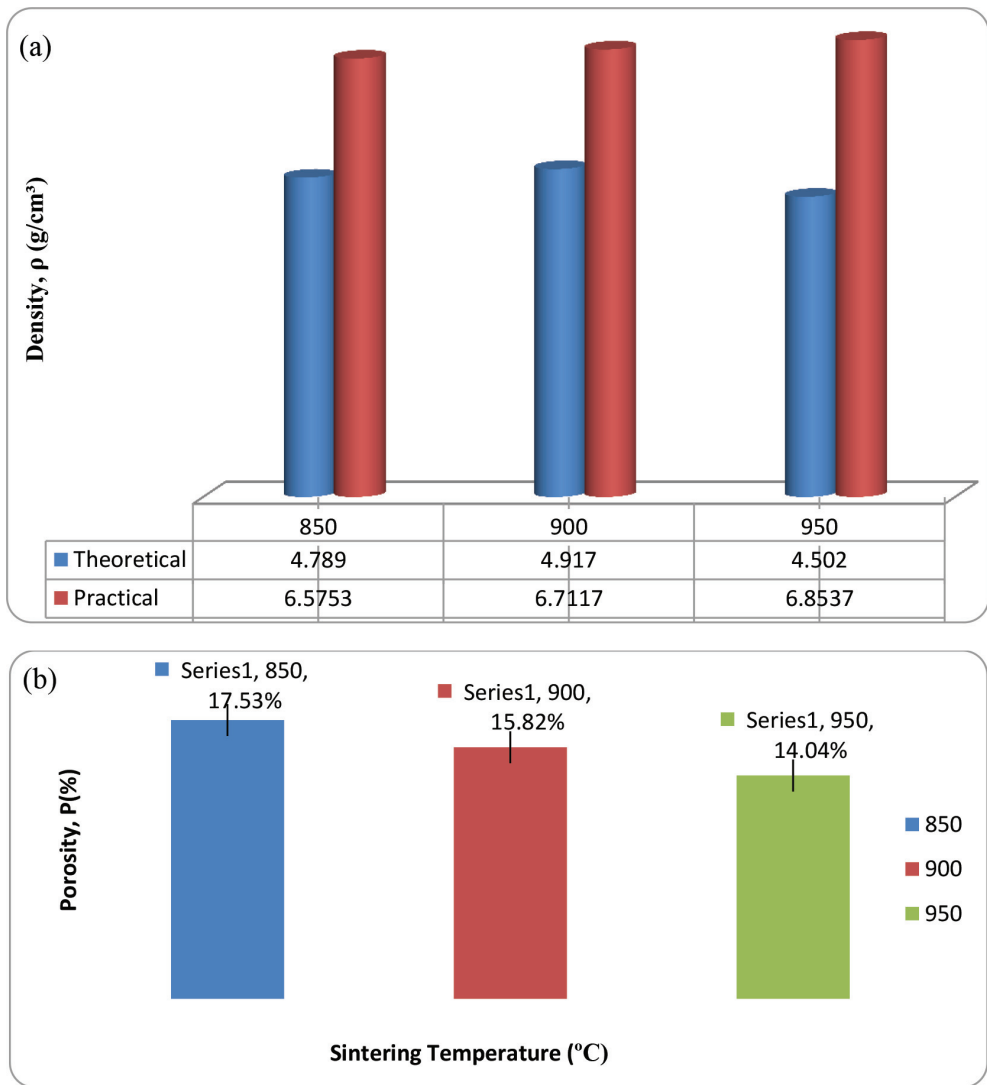 (a)
Density, ρ (g/cm³)
850 900 950
Theoretical 4.789 4.917 4.502
Practical 6.5753 6.7117 6.8537
(b)
Series1, 850,
17.53%
Series1, 900,
15.82%
Series1, 950,
14.04%
Porosity, P(%)
850
900
950
Sintering Temperature (ºC)